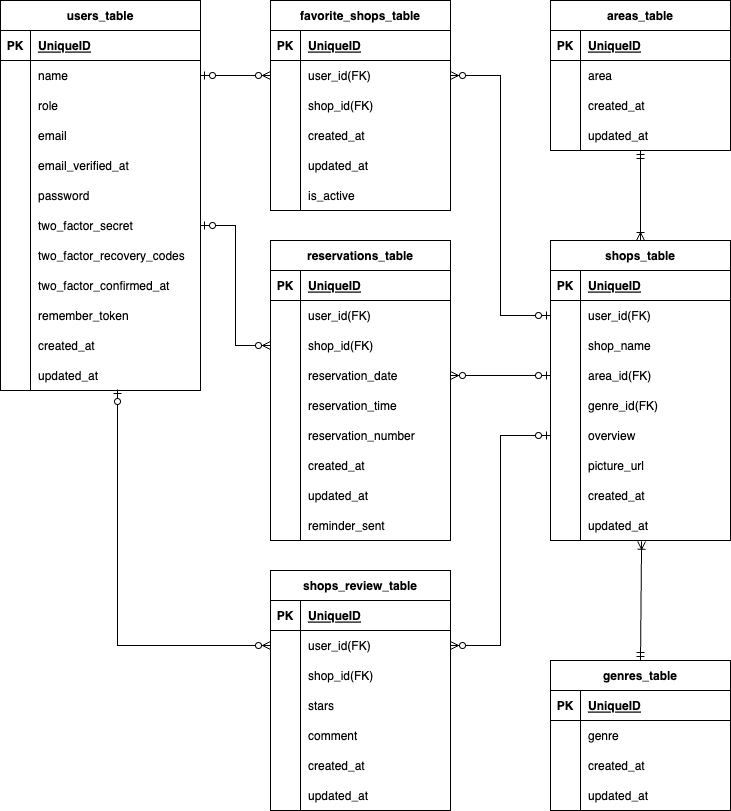 users_table
PK UniqueID
name
role
email
email_verified_at
password
two_factor_secret
two_factor_recovery_codes
two_factor_confirmed_at
remember_token
created_at
updated_at
favorite_shops_table
PK UniqueID
user_id(FK)
shop_id(FK)
created_at
updated_at
is_active
areas_table
PK UniqueID
area
created_at
updated_at
reservations_table
PK UniqueID
user_id(FK)
shop_id(FK)
reservation_date
reservation_time
reservation_number
created_at
updated_at
reminder_sent
shops_table
PK UniqueID
user_id(FK)
shop_name
area_id(FK)
genre_id(FK)
overview
picture_url
created_at
updated_at
shops_review_table
PK UniqueID
user_id(FK)
shop_id(FK)
stars
comment
created_at
updated_at
genres_table
PK UniqueID
genre
created_at
updated_at